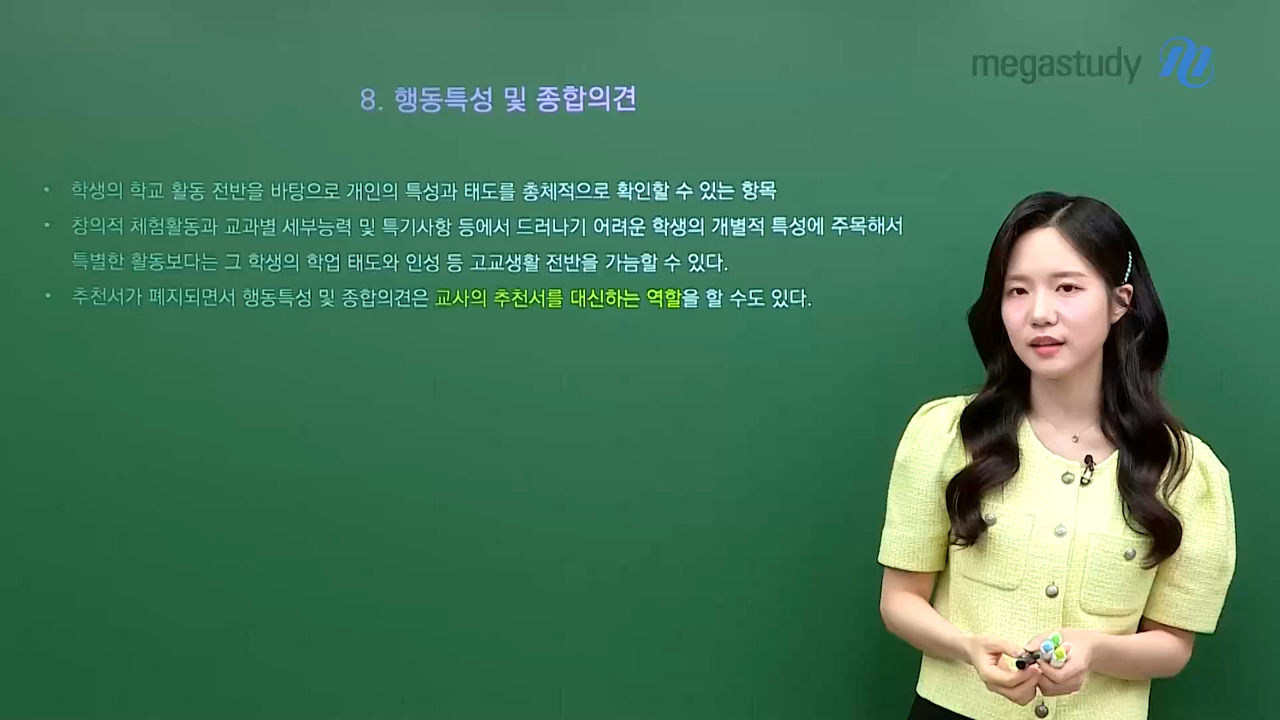 megastudy
8. 행동특성 및 종합의견
• 학생의 학교 활동 전반을 바탕으로 개인의 특성과 태도를 총체적으로 확인할 수 있는 항목
• 창의적 체험활동과 교과별 세부능력 및 특기사항 등에서 드러나기 어려운 학생의 개별적 특성에 주목해서
특별한 활동보다는 그 학생의 학업 태도와 인성 등 고교생활 전반을 가늠할 수 있다.
• 추천서가 폐지되면서 행동특성 및 종합의견은 교사의 추천서를 대신하는 역할을 할 수도 있다.